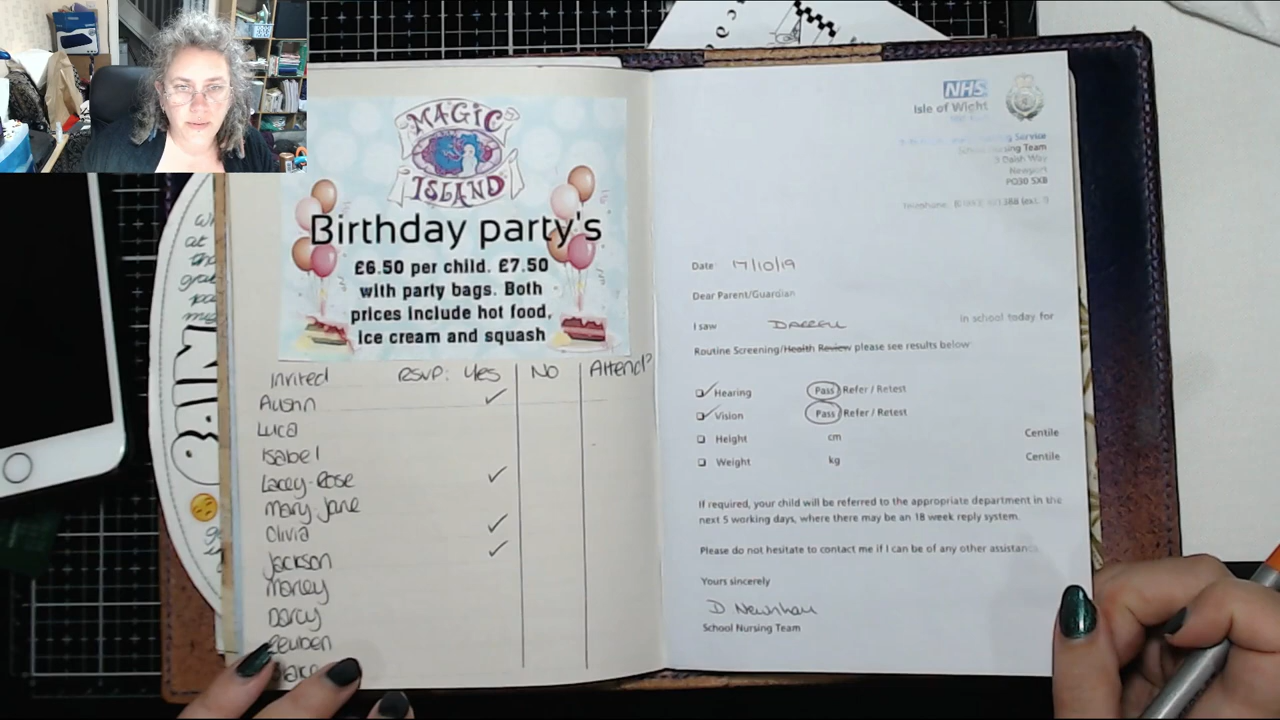 MAGIC
ISLAND
Birthday party's
£6.50 per child. £7.50
with party bags. Both
prices include hot food,
ice cream and squash
Invited RSVP: Yes NO Attend?
Austin ✓
Luca
Isabel
Lacey-Rose ✓
Mary-Jane
Olivia ✓
Jackson ✓
Morley
Darcy
Reuben
NHS
Isle of Wight
School Nursing Team
Newport
PO30 5XB
Date 17/10/19
Dear Parent/Guardian
I saw Darrell in school today for
Routine Screening/Health Review please see results below
Hearing Pass Refer / Retest
Vision Pass Refer / Retest
Height cm Centile
Weight kg Centile
If required, your child will be referred to the appropriate department in the
next 5 working days, where there may be an 18 week reply system.
Please do not hesitate to contact me if I can be of any other assistanc
Yours sincerely
D Newnham
School Nursing Team